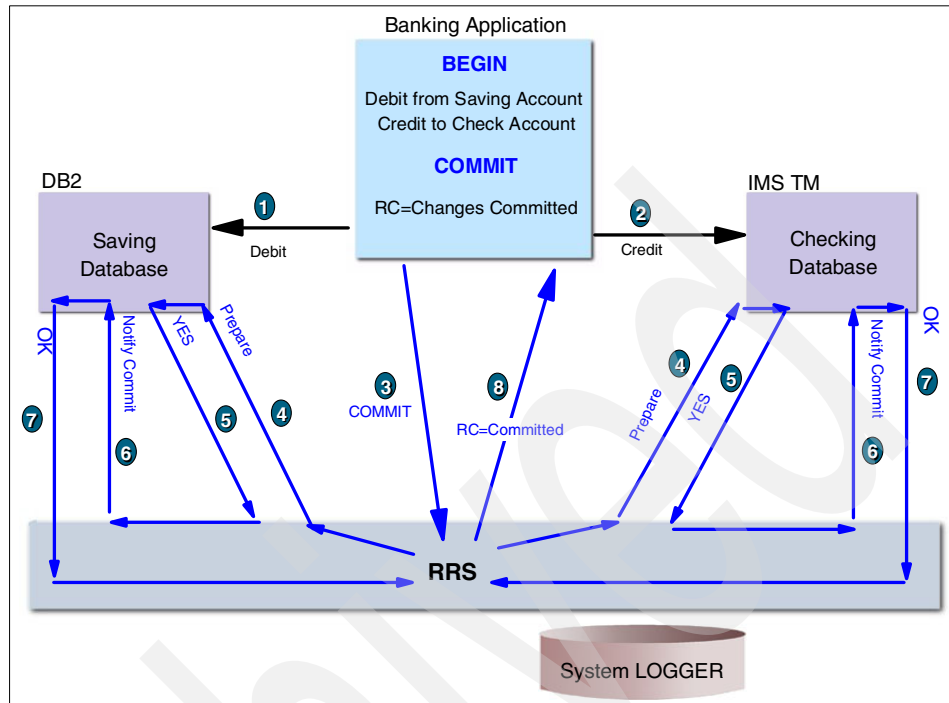 Banking Application
BEGIN
Debit from Saving Account
Credit to Check Account
COMMIT
RC=Changes Committed
DB2
Saving
Database
IMS TM
Checking
Database
1
Debit
2
Credit
3
COMMIT
8
RC=Committed
OK
7
Notify Commit
6
YES
5
Prepare
4
Prepare
4
YES
5
Notify Commit
6
OK
7
RRS
System LOGGER